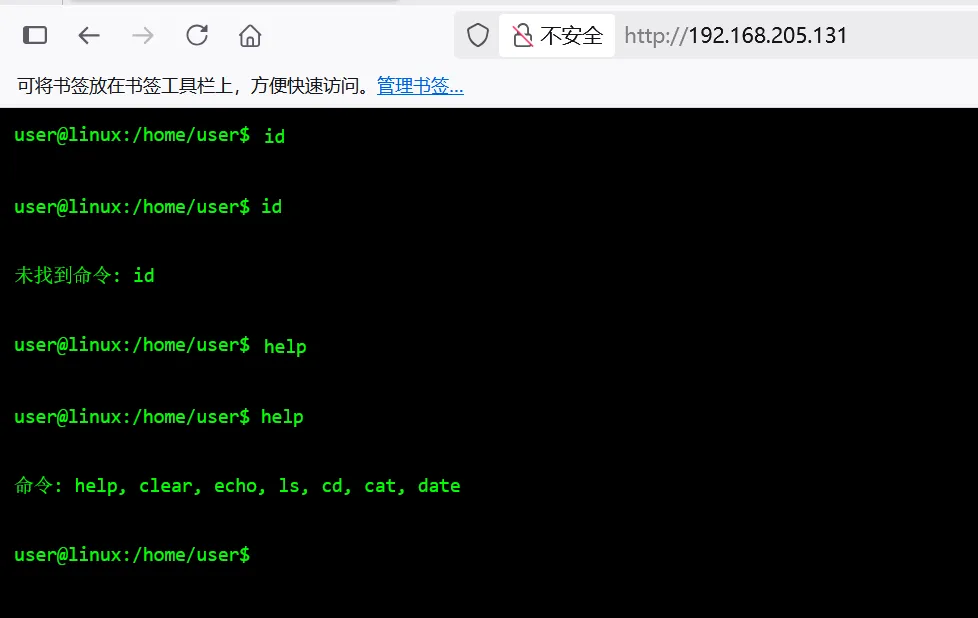 不安全 http://192.168.205.131
可将书签放在书签工具栏上，方便快速访问。管理书签...
user@linux:/home/user$ id
user@linux:/home/user$ id
未找到命令: id
user@linux:/home/user$ help
user@linux:/home/user$ help
命令: help, clear, echo, ls, cd, cat, date
user@linux:/home/user$